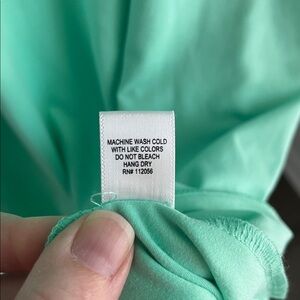 MACHINE WASH COLD
WITH LIKE COLORS
DO NOT BLEACH
HANG DRY
RN# 112056